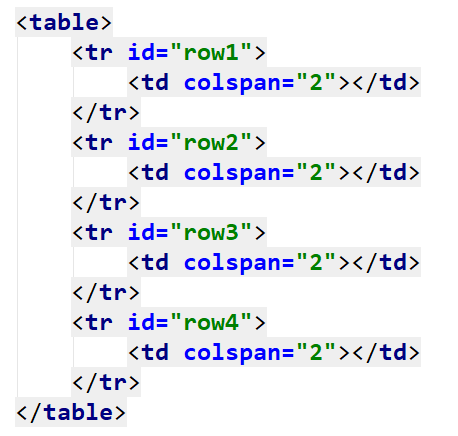 <table>
<tr id="row1">
<td colspan="2"></td>
</tr>
<tr id="row2">
<td colspan="2"></td>
</tr>
<tr id="row3">
<td colspan="2"></td>
</tr>
<tr id="row4">
<td colspan="2"></td>
</tr>
</table>